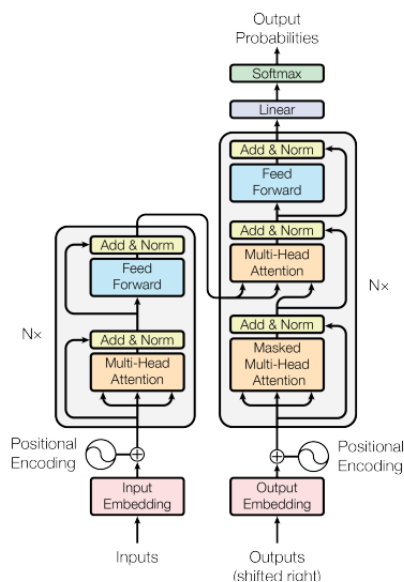 Output
Probabilities
Softmax
Linear
Add & Norm
Feed
Forward
Add & Norm
Multi-Head
Attention
Nx
Add & Norm
Masked
Multi-Head
Attention
Positional
Encoding
Output
Embedding
Outputs
(shifted right)
Add & Norm
Feed
Forward
Nx
Add & Norm
Multi-Head
Attention
Positional
Encoding
Input
Embedding
Inputs